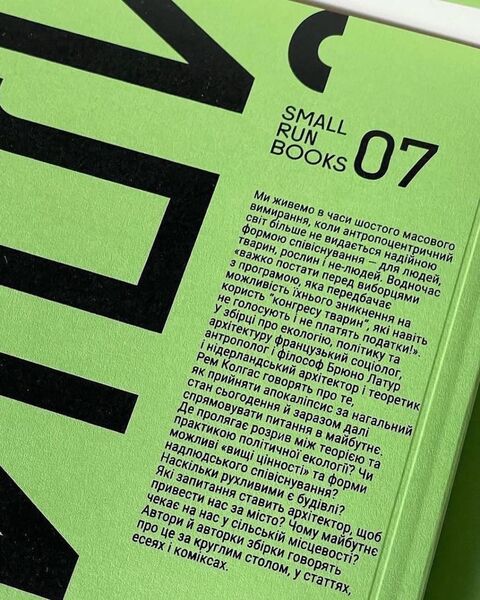 SMALL
RUN
BOOKS 07
Ми живемо в часи шостого масового
вимирання, коли антропоцентричний
світ більше не видається надійною
формою співіснування — для людей,
тварин, рослин і не-людей. Водночас
«важко постати перед виборцями
з програмою, яка передбачає
можливість їхнього зникнення на
користь "конгресу тварин", які навіть
не голосують і не платять податки!».
У збірці про екологію, політику та
архітектуру французький соціолог,
антрополог і філософ Брюно Латур
і нідерландський архітектор і теоретик
Рем Колгас говорять про те,
як прийняти апокаліпсис за нагальний
стан сьогодення й заразом далі
спрямовувати питання в майбутнє.
Де пролягає розрив між теорією та
практикою політичної екології? Чи
можливі «вищі цінності» та форми
надлюдського співіснування?
Наскільки рухливими є будівлі?
Які запитання ставить архітектор, щоб
привести нас за місто? Чому майбутнє
чекає на нас у сільській місцевості?
Автори й авторки збірки говорять
про це за круглим столом, у статтях,
есеях і коміксах.